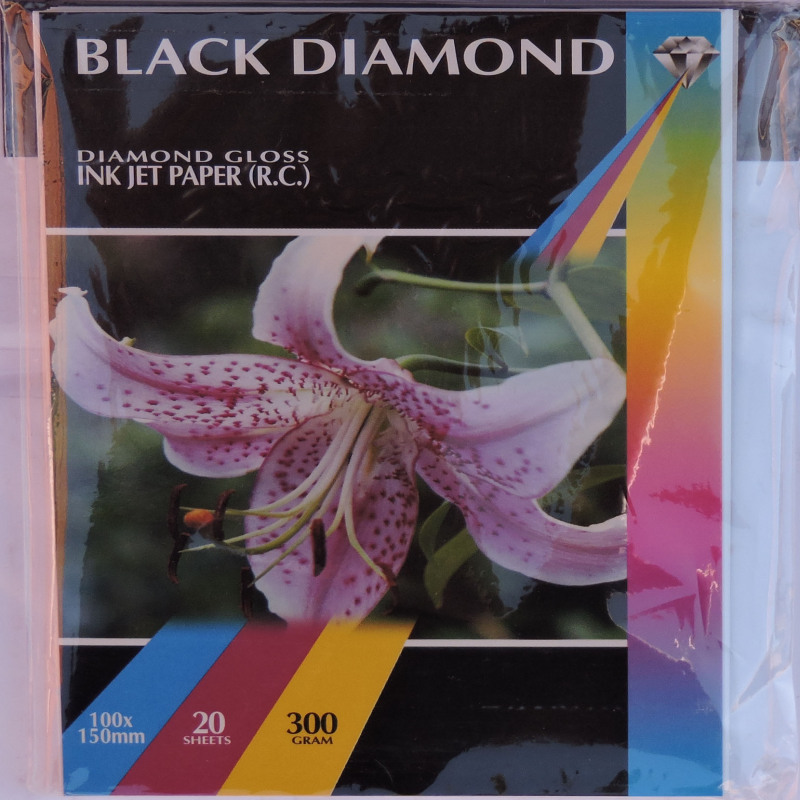 BLACK DIAMOND
DIAMOND GLOSS
INK JET PAPER (R.C.)
100x
150mm
20
SHEETS
300
GRAM